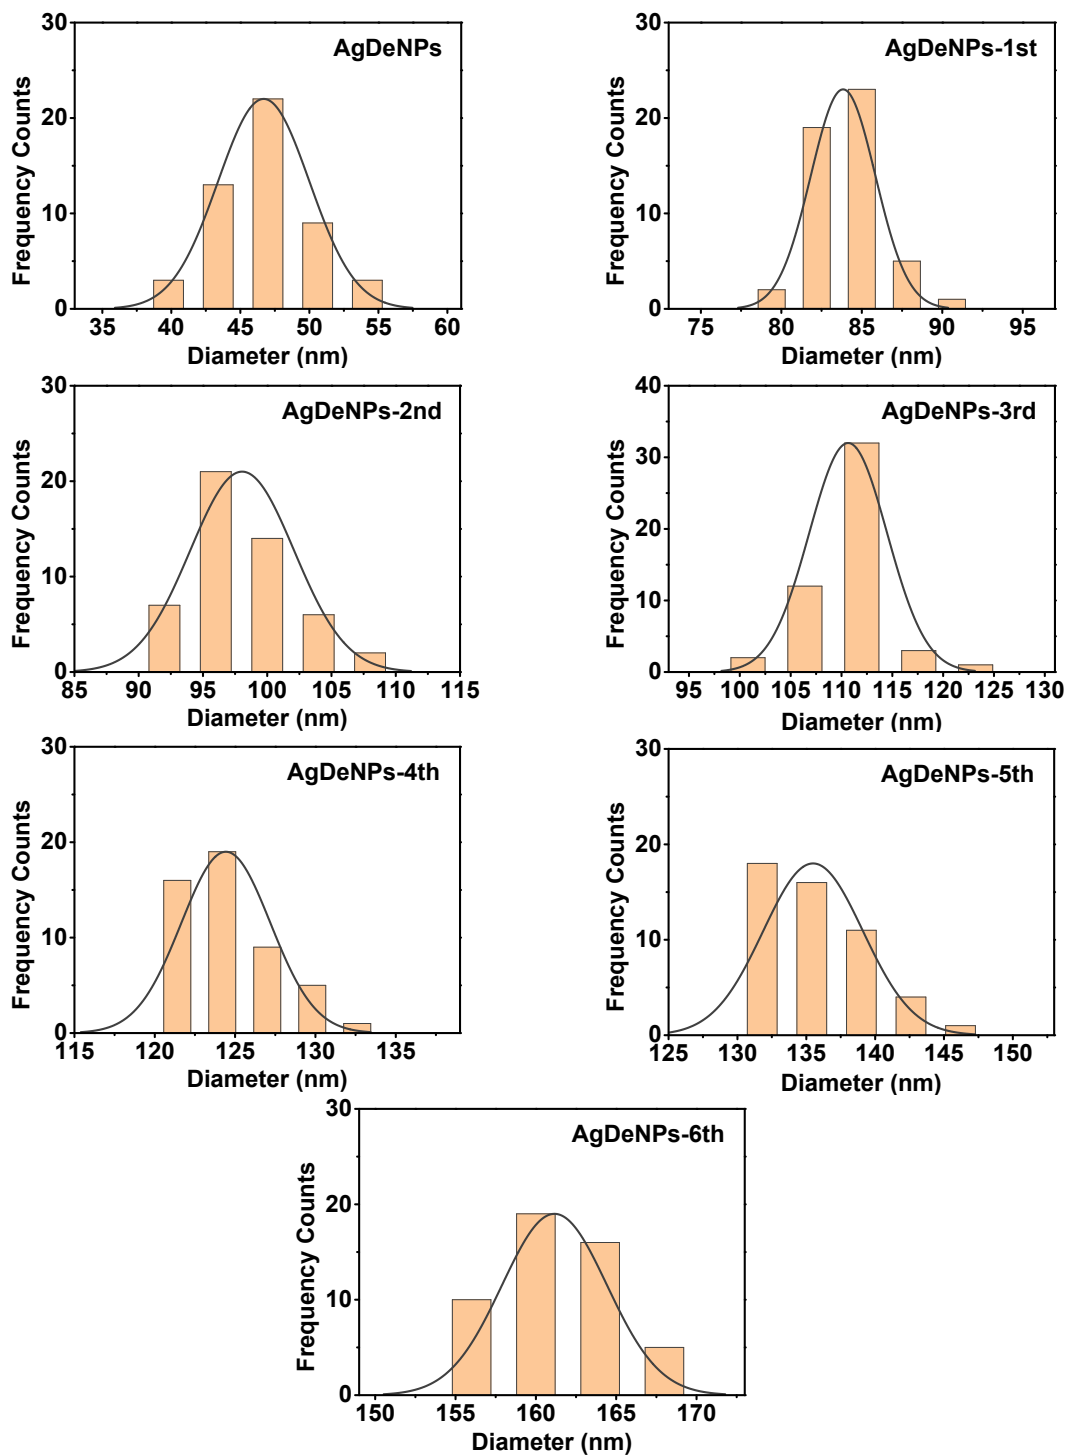 AgDeNPs
Frequency Counts
30
20
10
0
35 40 45 50 55 60
Diameter (nm)
AgDeNPs-1st
Frequency Counts
30
20
10
0
75 80 85 90 95
Diameter (nm)
AgDeNPs-2nd
Frequency Counts
30
20
10
0
85 90 95 100 105 110 115
Diameter (nm)
AgDeNPs-3rd
Frequency Counts
40
30
20
10
0
95 100 105 110 115 120 125 130
Diameter (nm)
AgDeNPs-4th
Frequency Counts
30
20
10
0
115 120 125 130 135
Diameter (nm)
AgDeNPs-5th
Frequency Counts
30
20
10
0
125 130 135 140 145 150
Diameter (nm)
AgDeNPs-6th
Frequency Counts
30
20
10
0
150 155 160 165 170
Diameter (nm)